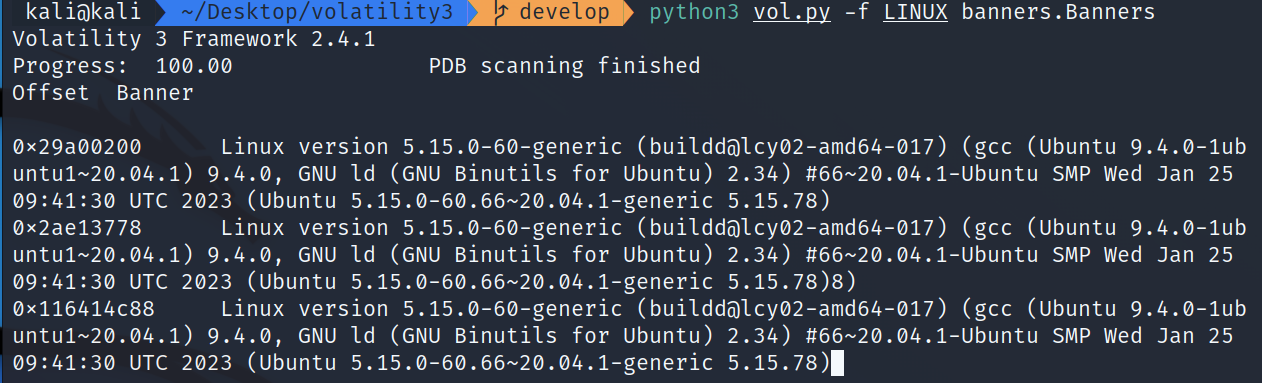 kali@kali ~/Desktop/volatility3 develop python3 vol.py -f LINUX banners.Banners
Volatility 3 Framework 2.4.1
Progress:  100.00               PDB scanning finished
Offset  Banner

0×29a00200      Linux version 5.15.0-60-generic (buildd@lcy02-amd64-017) (gcc (Ubuntu 9.4.0-1ub
untu1~20.04.1) 9.4.0, GNU ld (GNU Binutils for Ubuntu) 2.34) #66~20.04.1-Ubuntu SMP Wed Jan 25
09:41:30 UTC 2023 (Ubuntu 5.15.0-60.66~20.04.1-generic 5.15.78)
0×2ae13778      Linux version 5.15.0-60-generic (buildd@lcy02-amd64-017) (gcc (Ubuntu 9.4.0-1ub
untu1~20.04.1) 9.4.0, GNU ld (GNU Binutils for Ubuntu) 2.34) #66~20.04.1-Ubuntu SMP Wed Jan 25
09:41:30 UTC 2023 (Ubuntu 5.15.0-60.66~20.04.1-generic 5.15.78)8)
0×116414c88     Linux version 5.15.0-60-generic (buildd@lcy02-amd64-017) (gcc (Ubuntu 9.4.0-1ub
untu1~20.04.1) 9.4.0, GNU ld (GNU Binutils for Ubuntu) 2.34) #66~20.04.1-Ubuntu SMP Wed Jan 25
09:41:30 UTC 2023 (Ubuntu 5.15.0-60.66~20.04.1-generic 5.15.78)